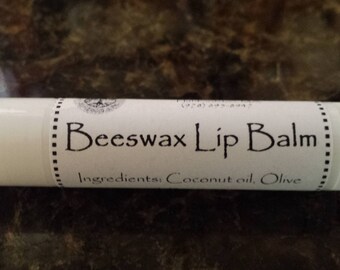 Beeswax Lip Balm
Ingredients: Coconut oil, Olive